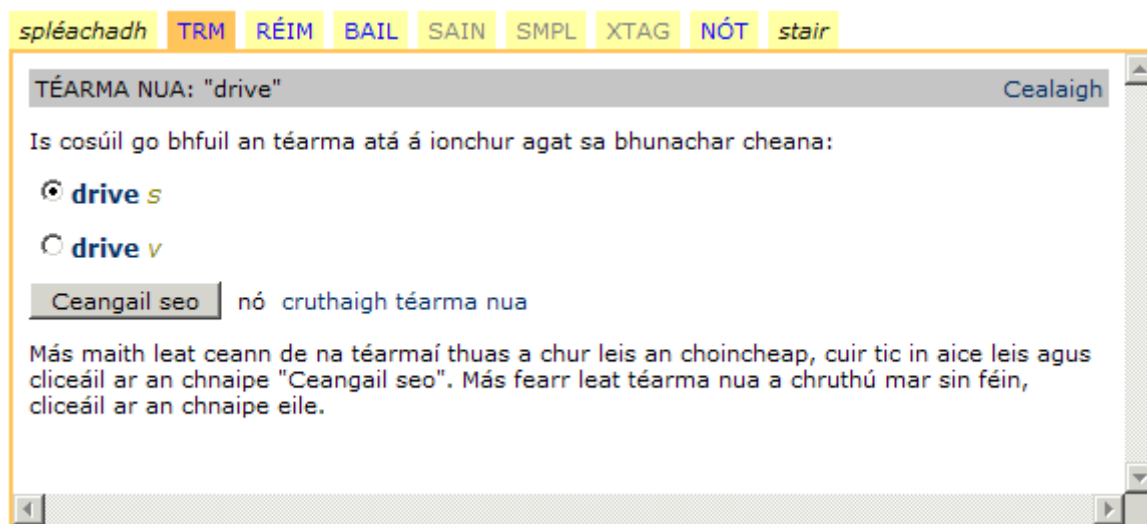 spléachadh TRM RÉIM BAIL SAIN SMPL XTAG NÓT stair
TÉARMA NUA: "drive" Cealaigh
Is cosúil go bhfuil an téarma atá á ionchur agat sa bhunachar cheana:
drive s
drive v
Ceangail seo nó cruthaigh téarma nua
Más maith leat ceann de na téarmaí thuas a chur leis an choincheap, cuir tic in aice leis agus
cliceáil ar an chnaipe "Ceangail seo". Más fearr leat téarma nua a chruthú mar sin féin,
cliceáil ar an chnaipe eile.